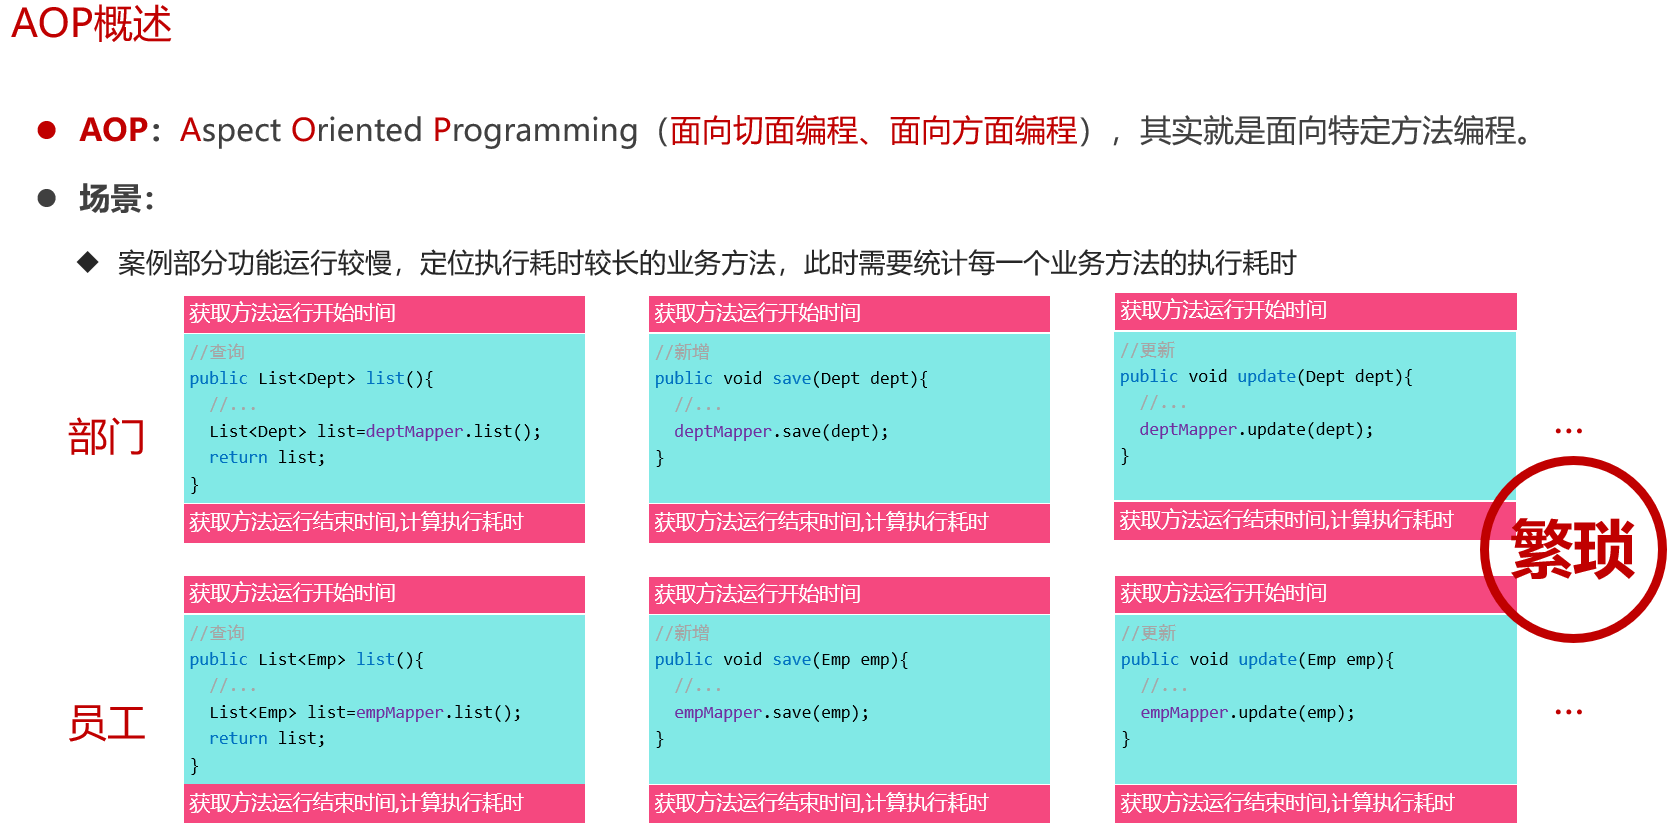 AOP概述
AOP：Aspect Oriented Programming（面向切面编程、面向方面编程），其实就是面向特定方法编程。
场景：
案例部分功能运行较慢，定位执行耗时较长的业务方法，此时需要统计每一个业务方法的执行耗时
部门
获取方法运行开始时间
//查询
public List<Dept> list(){
//...
List<Dept> list=deptMapper.list();
return list;
}
获取方法运行结束时间,计算执行耗时
获取方法运行开始时间
//新增
public void save(Dept dept){
//...
deptMapper.save(dept);
}
获取方法运行结束时间,计算执行耗时
获取方法运行开始时间
//更新
public void update(Dept dept){
//...
deptMapper.update(dept);
}
获取方法运行结束时间,计算执行耗时
...
繁琐
员工
获取方法运行开始时间
//查询
public List<Emp> list(){
//...
List<Emp> list=empMapper.list();
return list;
}
获取方法运行结束时间,计算执行耗时
获取方法运行开始时间
//新增
public void save(Emp emp){
//...
empMapper.save(emp);
}
获取方法运行结束时间,计算执行耗时
获取方法运行开始时间
//更新
public void update(Emp emp){
//...
empMapper.update(emp);
}
获取方法运行结束时间,计算执行耗时
...